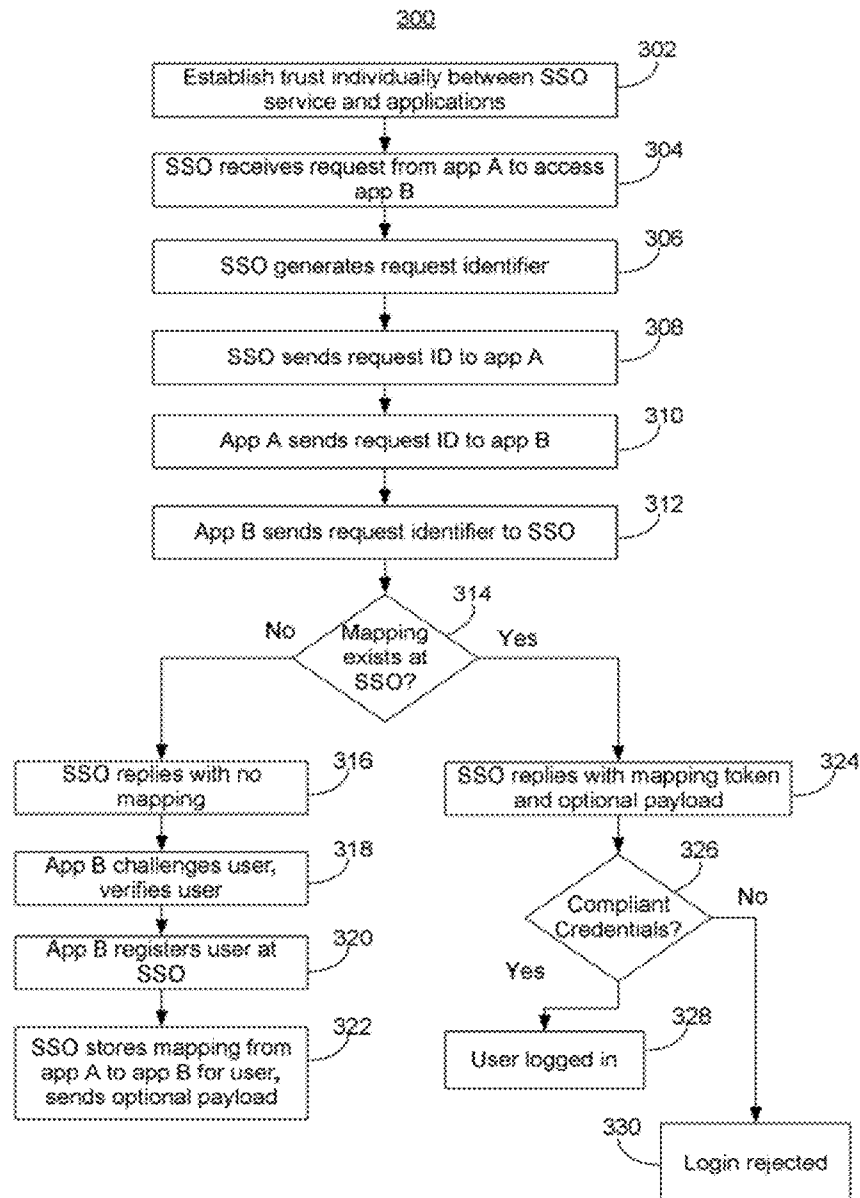 300
302
Establish trust individually between SSO
service and applications
304
SSO receives request from app A to access
app B
306
SSO generates request identifier
308
SSO sends request ID to app A
310
App A sends request ID to app B
312
App B sends request identifier to SSO
314
No
Mapping
exists at
SSO?
Yes
316
SSO replies with no
mapping
318
App B challenges user,
verifies user
320
App B registers user at
SSO
322
SSO stores mapping from
app A to app B for user,
sends optional payload
324
SSO replies with mapping token
and optional payload
326
Compliant
Credentials?
No
Yes
328
User logged in
330
Login rejected